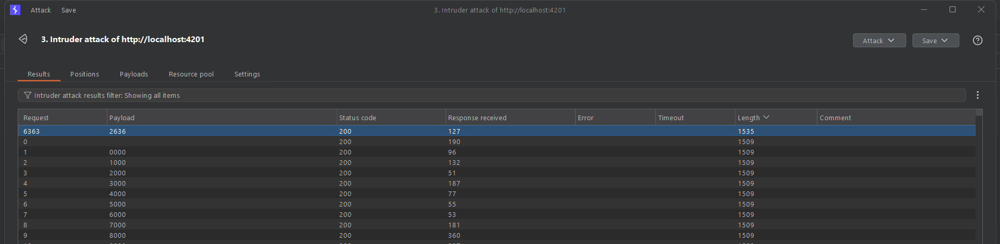 Attack Save 3. Intruder attack of http://localhost:4201
3. Intruder attack of http://localhost:4201 Attack Save
Results Positions Payloads Resource pool Settings
Intruder attack results filter: Showing all items
Request Payload Status code Response received Error Timeout Length Comment
6363 2636 200 127 1535
0 200 190 1509
1 0000 200 96 1509
2 1000 200 132 1509
3 2000 200 51 1509
4 3000 200 187 1509
5 4000 200 77 1509
6 5000 200 55 1509
7 6000 200 53 1509
8 7000 200 181 1509
9 8000 200 360 1509